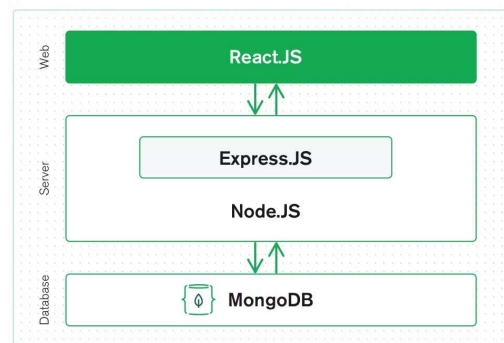 Web
React.JS
Server
Express.JS
Node.JS
Database
MongoDB